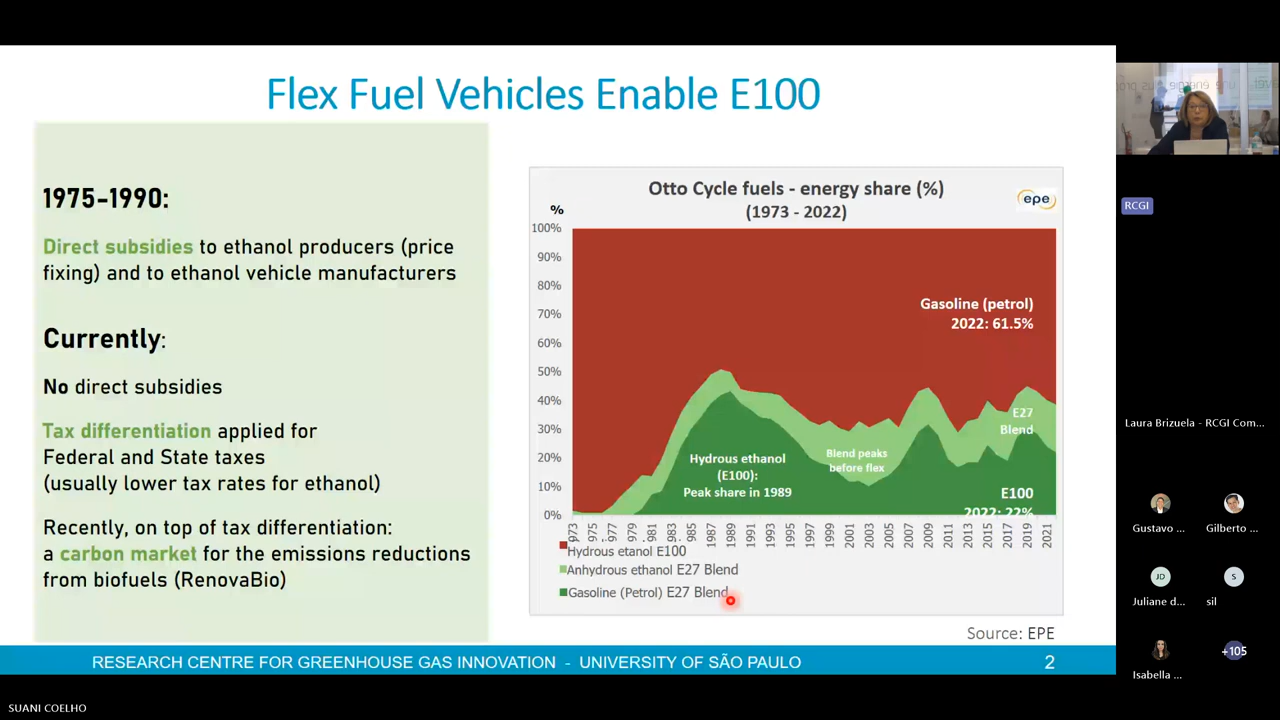 Flex Fuel Vehicles Enable E100
1975-1990:
Direct subsidies to ethanol producers (price
fixing) and to ethanol vehicle manufacturers
Currently:
No direct subsidies
Tax differentiation applied for
Federal and State taxes
(usually lower tax rates for ethanol)
Recently, on top of tax differentiation:
a carbon market for the emissions reductions
from biofuels (RenovaBio)
Otto Cycle fuels - energy share (%)
(1973 - 2022)
epe
%
100%
90%
80%
70%
60%
50%
40%
30%
20%
10%
0%
Gasoline (petrol)
2022: 61.5%
E27
Blend
Blend peaks
before flex
Hydrous ethanol
(E100):
Peak share in 1989
E100
2022: 22%
973 1975 977 1979 1981 1983 985 1987 1989 1991 1993 1995 1997 1999 2001 2003 2005 2007 2009 2011 2013 2015 2017 2019 2021
Hydrous etanol E100
Anhydrous ethanol E27 Blend
Gasoline (Petrol) E27 Blend
Source: EPE
RESEARCH CENTRE FOR GREENHOUSE GAS INNOVATION - UNIVERSITY OF SÃO PAULO
2
SUANI COELHO
RCGI
Laura Brizuela - RCGI Com...
Gustavo ...
Gilberto ...
JD
S
Juliane d...
sil
Isabella ...
+105